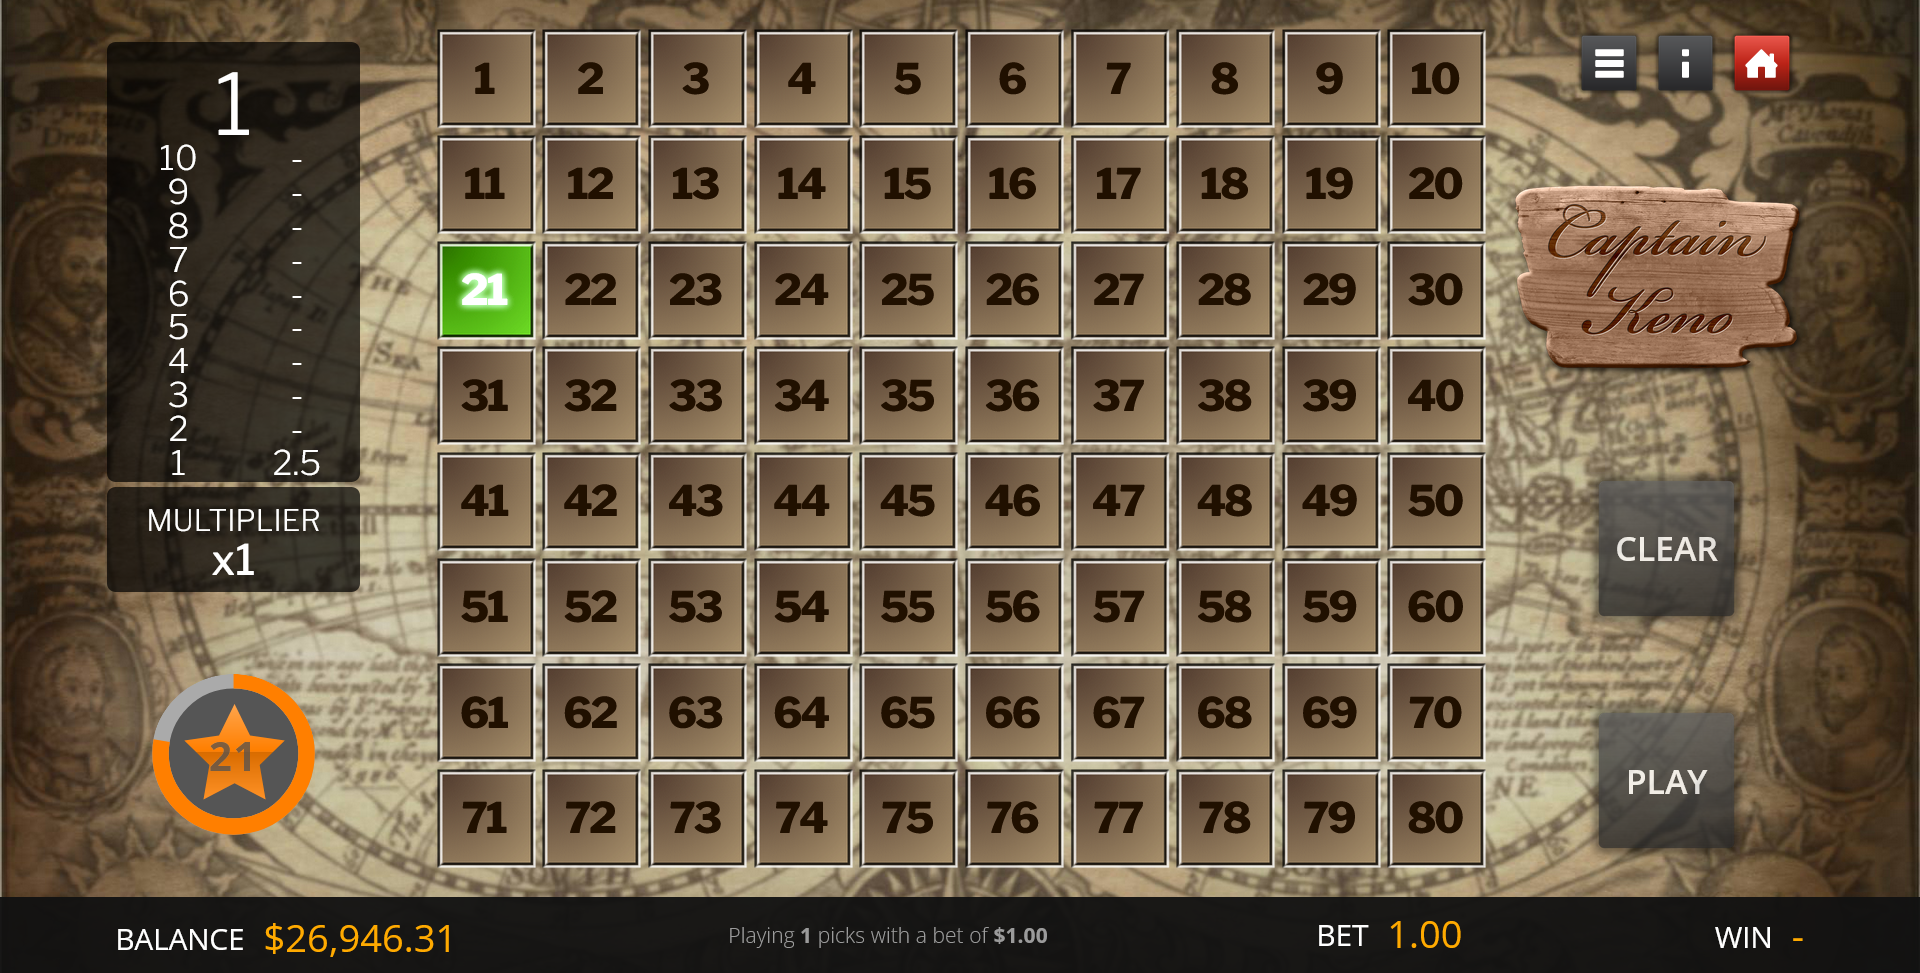 1
10 -
9 -
8 -
7 -
6 -
5 -
4 -
3 -
2 -
1 2.5
MULTIPLIER
x1
21
1 2 3 4 5 6 7 8 9 10
11 12 13 14 15 16 17 18 19 20
21 22 23 24 25 26 27 28 29 30
31 32 33 34 35 36 37 38 39 40
41 42 43 44 45 46 47 48 49 50
51 52 53 54 55 56 57 58 59 60
61 62 63 64 65 66 67 68 69 70
71 72 73 74 75 76 77 78 79 80
Captain
Keno
CLEAR
PLAY
THE
SEA
BALANCE $26,946.31
Playing 1 picks with a bet of $1.00
BET 1.00
WIN -